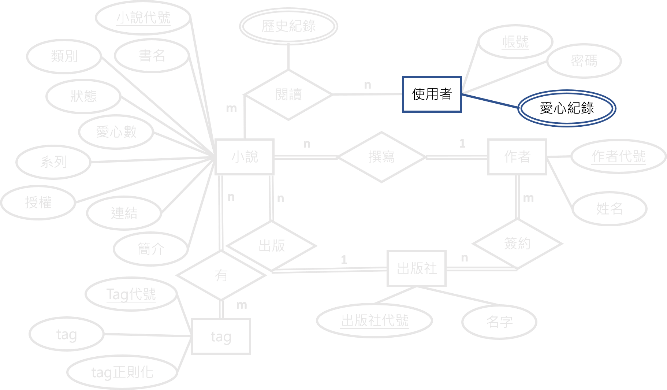 小說代號
歷史紀錄
類別
書名
帳號
密碼
狀態
閱讀
n
使用者
愛心紀錄
m
愛心數
系列
小說
n
撰寫
1
作者
作者代號
授權
n
n
m
連結
姓名
簡介
出版
1
出版社
n
簽約
有
Tag代號
m
出版社代號
名字
tag
tag
tag正則化